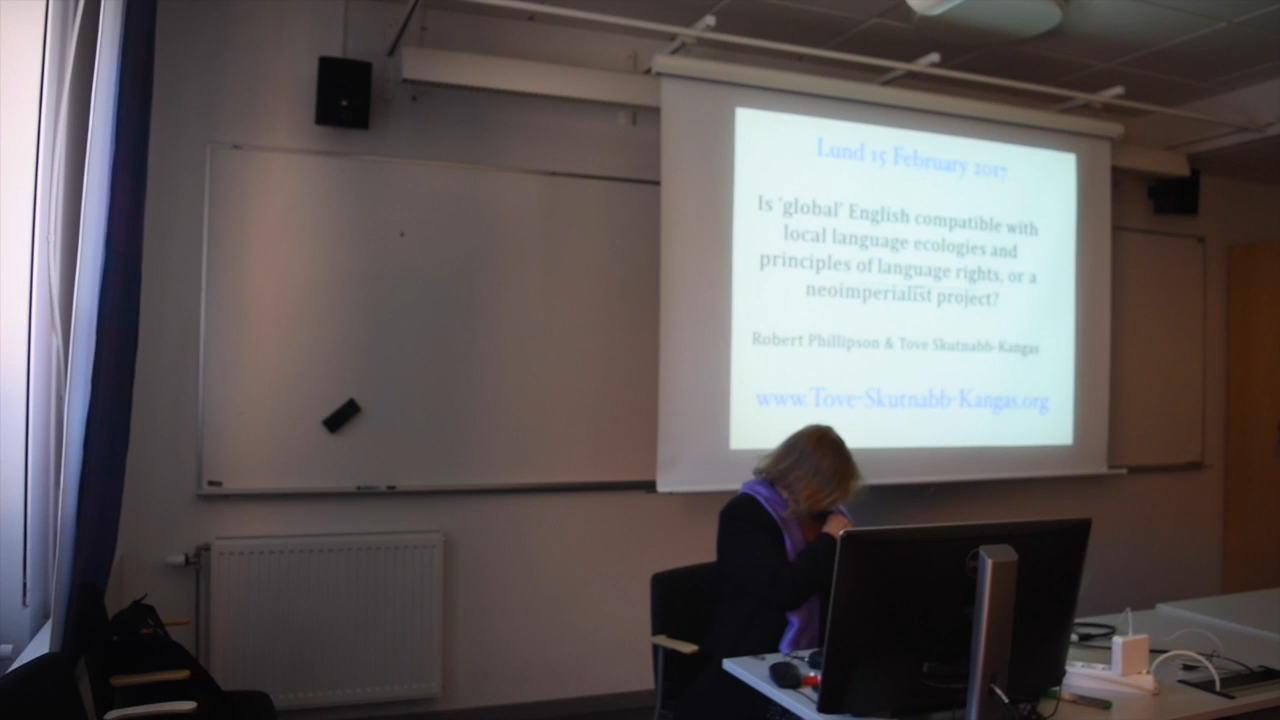 Lund 15 February 2017
Is 'global' English compatible with
local language ecologies and
principles of language rights, or a
neoimperialist project?
Robert Phillipson & Tove Skutnabb-Kangas
www.Tove-Skutnabb-Kangas.org